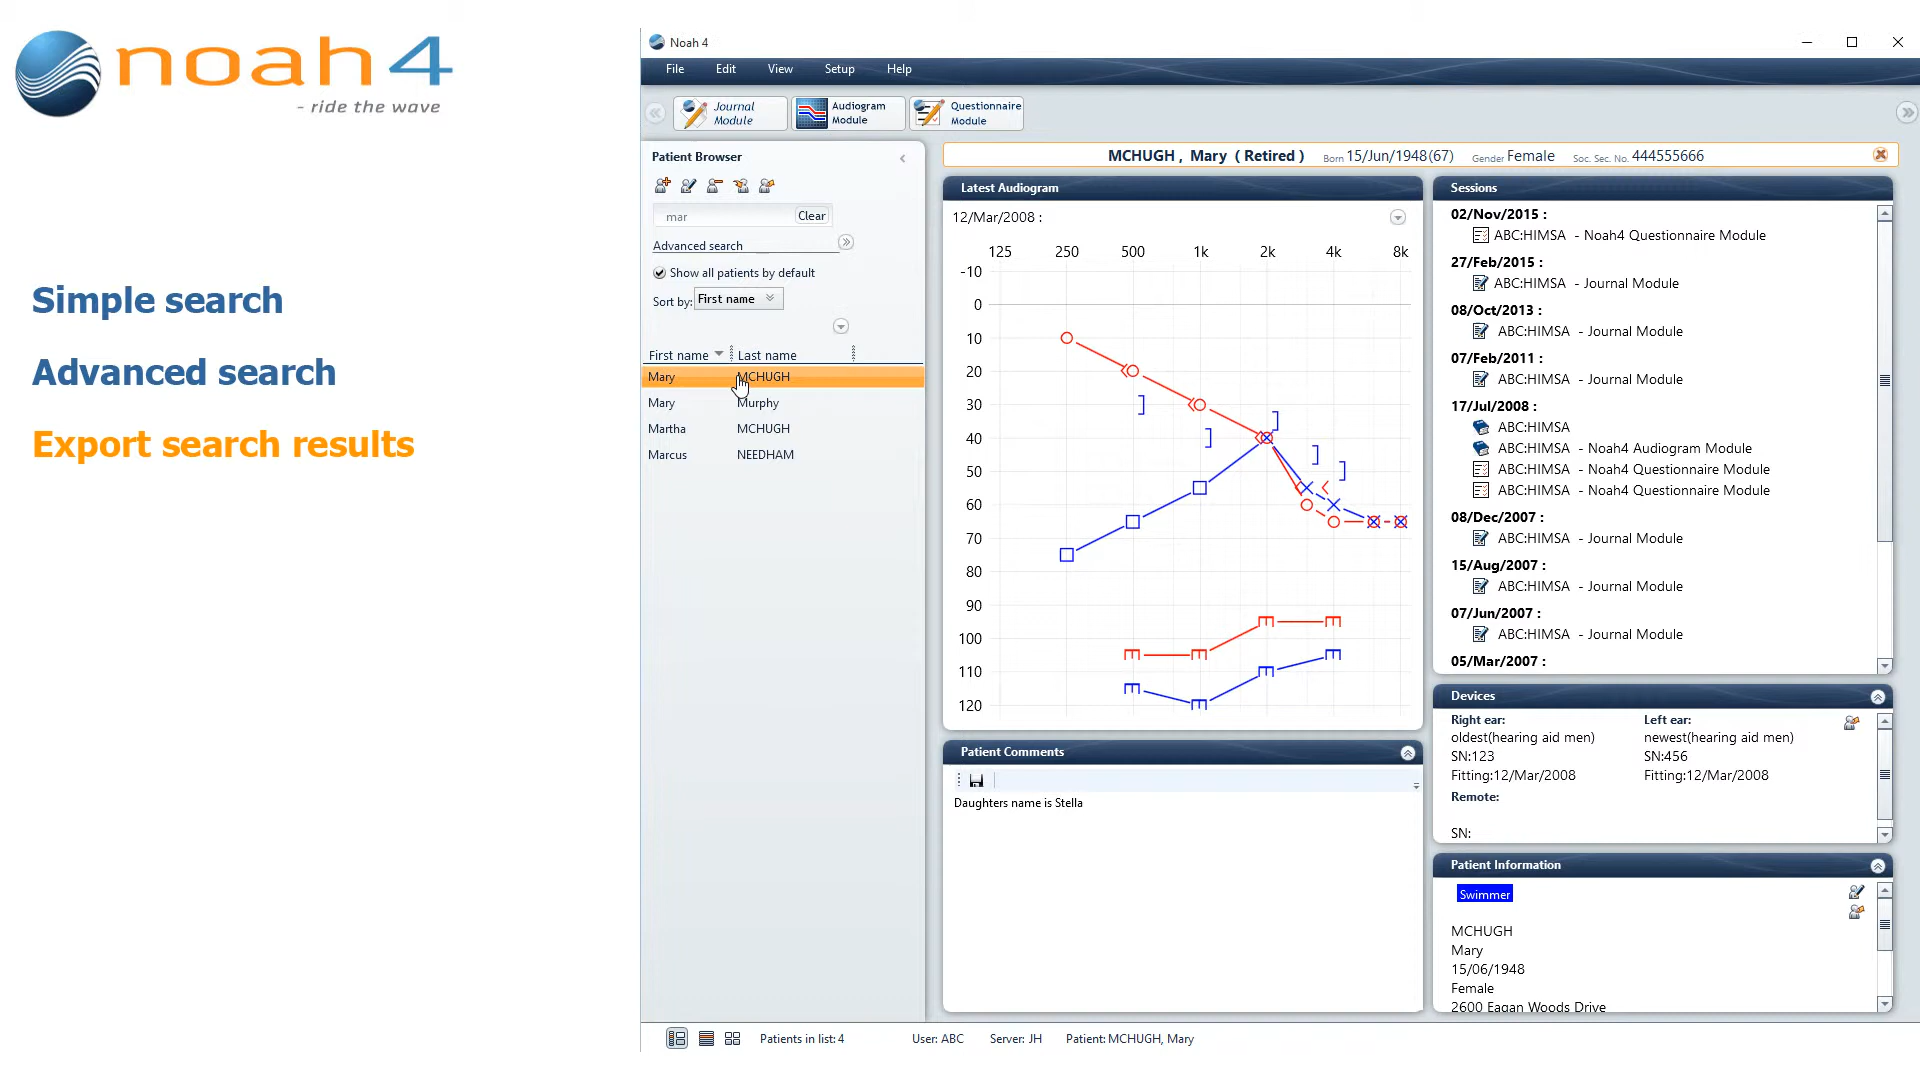 noah 4
- ride the wave
Simple search
Advanced search
Export search results
Noah 4
File Edit View Setup Help
Journal Module
Audiogram Module
Questionnaire Module
Patient Browser
mar Clear
Advanced search
Show all patients by default
Sort by: First name
First name Last name
Mary MCHUGH
Mary Murphy
Martha MCHUGH
Marcus NEEDHAM
MCHUGH , Mary ( Retired ) Born 15/Jun/1948(67) Gender Female Soc. Sec. No. 444555666
Latest Audiogram
12/Mar/2008 :
125 250 500 1k 2k 4k 8k
-10
0
10
20
30
40
50
60
70
80
90
100
110
120
Patient Comments
Daughters name is Stella
Sessions
02/Nov/2015 :
ABC:HIMSA - Noah4 Questionnaire Module
27/Feb/2015 :
ABC:HIMSA - Journal Module
08/Oct/2013 :
ABC:HIMSA - Journal Module
07/Feb/2011 :
ABC:HIMSA - Journal Module
17/Jul/2008 :
ABC:HIMSA
ABC:HIMSA - Noah4 Audiogram Module
ABC:HIMSA - Noah4 Questionnaire Module
ABC:HIMSA - Noah4 Questionnaire Module
08/Dec/2007 :
ABC:HIMSA - Journal Module
15/Aug/2007 :
ABC:HIMSA - Journal Module
07/Jun/2007 :
ABC:HIMSA - Journal Module
05/Mar/2007 :
Devices
Right ear: Left ear:
oldest(hearing aid men) newest(hearing aid men)
SN:123 SN:456
Fitting:12/Mar/2008 Fitting:12/Mar/2008
Remote:
SN:
Patient Information
Swimmer
MCHUGH
Mary
15/06/1948
Female
2600 Eagan Woods Drive
Patients in list: 4 User: ABC Server: JH Patient: MCHUGH, Mary